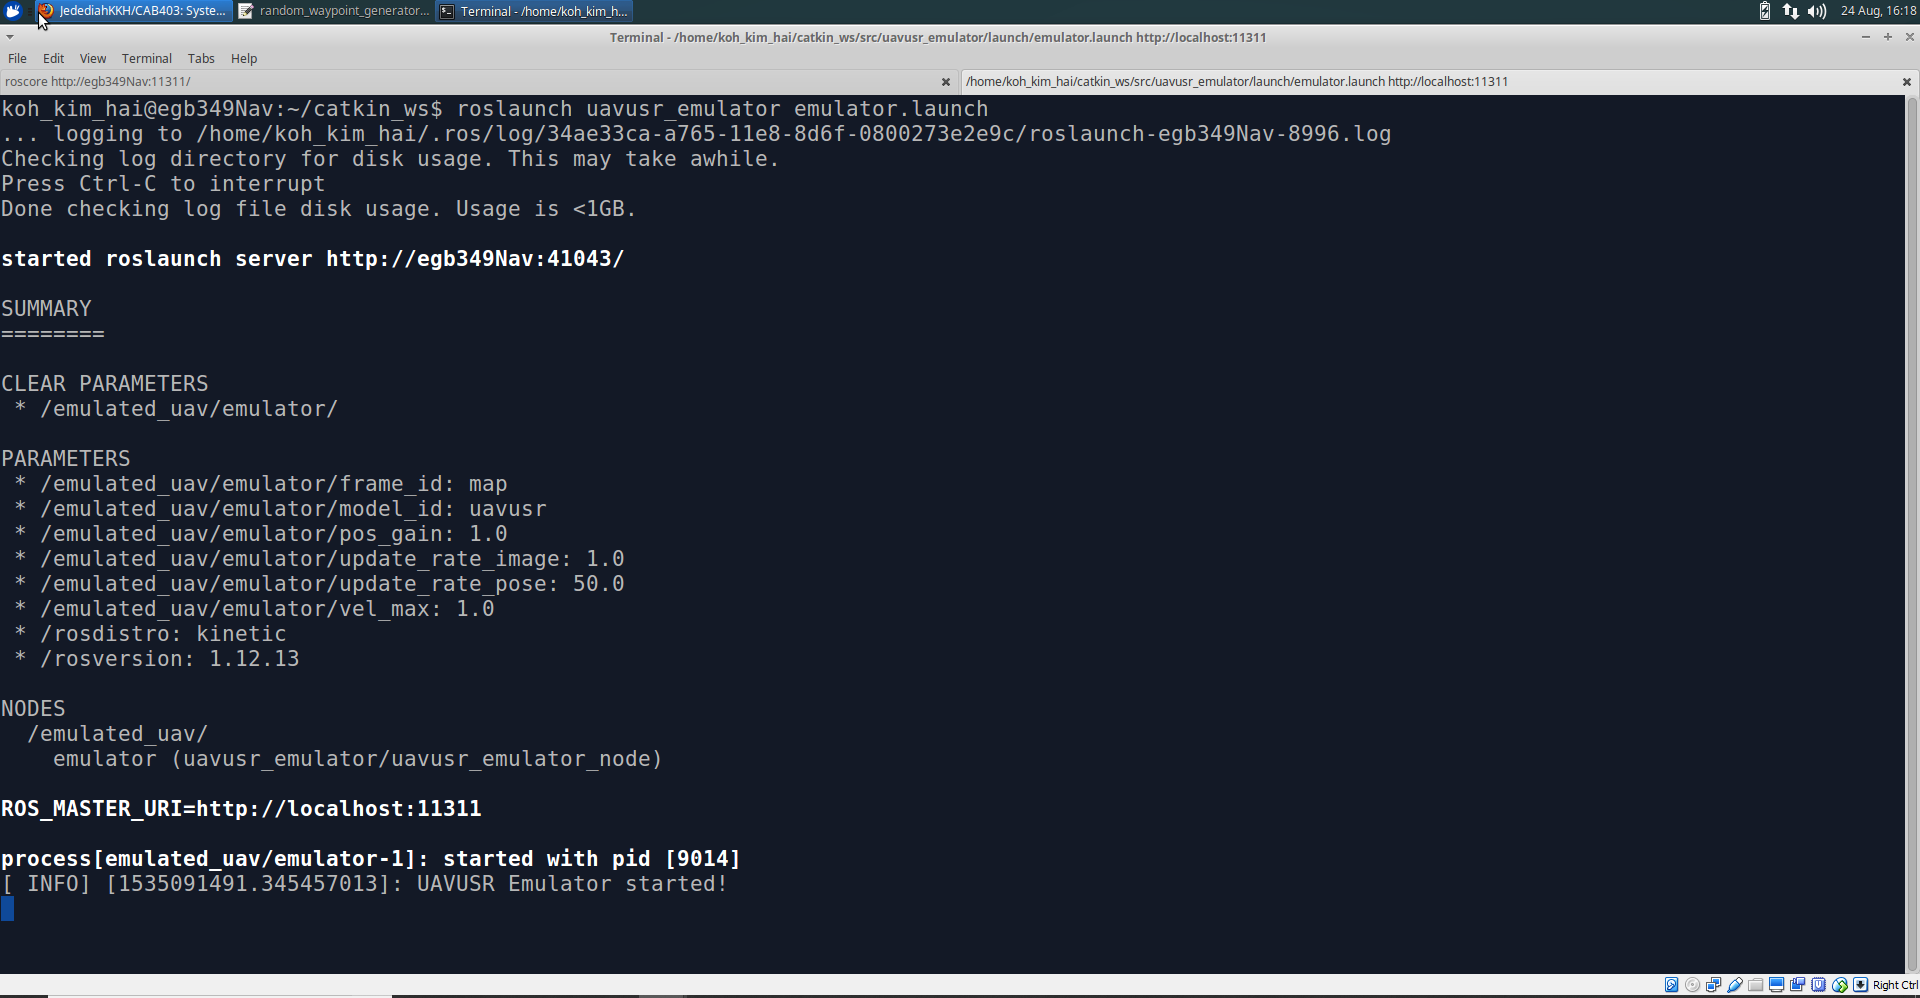 JedediahKKH/CAB403: Syste...
random_waypoint_generator...
Terminal - /home/koh_kim_h...
24 Aug, 16:18
Terminal - /home/koh_kim_hai/catkin_ws/src/uavusr_emulator/launch/emulator.launch http://localhost:11311
File Edit View Terminal Tabs Help
roscore http://egb349Nav:11311/
/home/koh_kim_hai/catkin_ws/src/uavusr_emulator/launch/emulator.launch http://localhost:11311
koh_kim_hai@egb349Nav:~/catkin_ws$ roslaunch uavusr_emulator emulator.launch
... logging to /home/koh_kim_hai/.ros/log/34ae33ca-a765-11e8-8d6f-0800273e2e9c/roslaunch-egb349Nav-8996.log
Checking log directory for disk usage. This may take awhile.
Press Ctrl-C to interrupt
Done checking log file disk usage. Usage is <1GB.
started roslaunch server http://egb349Nav:41043/
SUMMARY
========
CLEAR PARAMETERS
* /emulated_uav/emulator/
PARAMETERS
* /emulated_uav/emulator/frame_id: map
* /emulated_uav/emulator/model_id: uavusr
* /emulated_uav/emulator/pos_gain: 1.0
* /emulated_uav/emulator/update_rate_image: 1.0
* /emulated_uav/emulator/update_rate_pose: 50.0
* /emulated_uav/emulator/vel_max: 1.0
* /rosdistro: kinetic
* /rosversion: 1.12.13
NODES
/emulated_uav/
emulator (uavusr_emulator/uavusr_emulator_node)
ROS_MASTER_URI=http://localhost:11311
process[emulated_uav/emulator-1]: started with pid [9014]
[ INFO] [1535091491.345457013]: UAVUSR Emulator started!
Right Ctrl